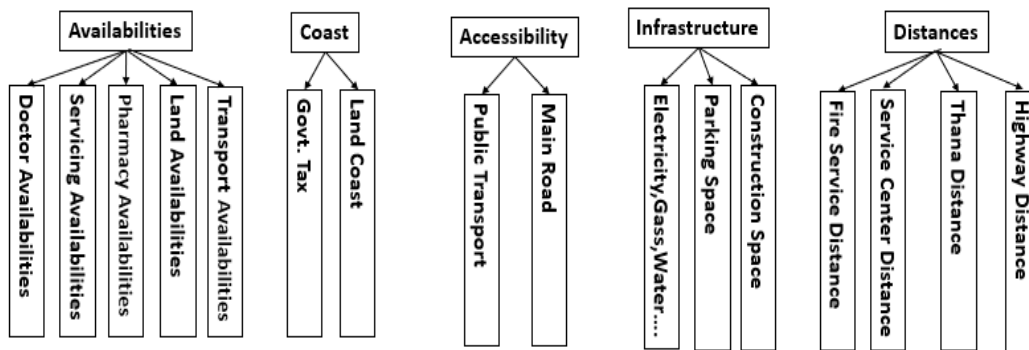 Availabilities
Doctor Availabilities
Servicing Availabilities
Pharmacy Availabilities
Land Availabilities
Transport Availabilities
Coast
Govt. Tax
Land Coast
Accessibility
Public Transport
Main Road
Infrastructure
Electricity,Gass,Water....
Parking Space
Construction Space
Distances
Fire Service Distance
Service Center Distance
Thana Distance
Highway Distance